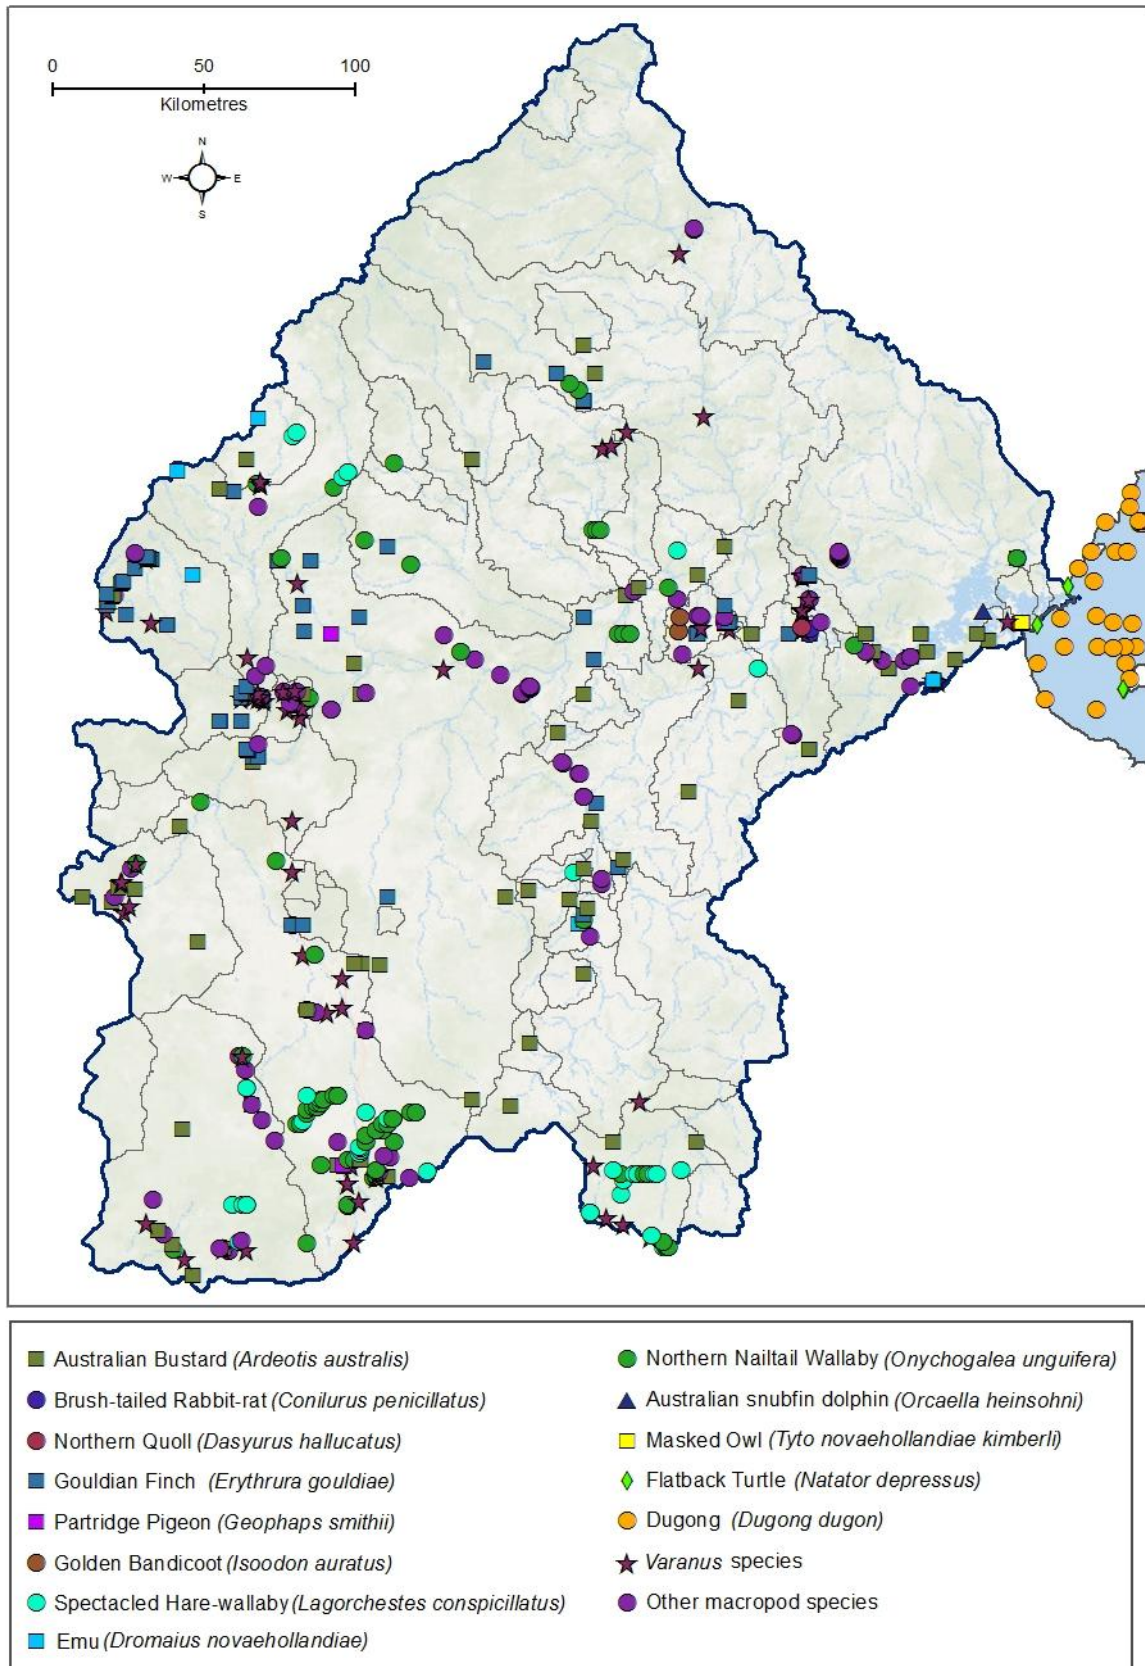 0 50 100
Kilometres
N
W E
S
Australian Bustard (Ardeotis australis)
Brush-tailed Rabbit-rat (Conilurus penicillatus)
Northern Quoll (Dasyurus hallucatus)
Gouldian Finch (Erythrura gouldiae)
Partridge Pigeon (Geophaps smithii)
Golden Bandicoot (Isoodon auratus)
Spectacled Hare-wallaby (Lagorchestes conspicillatus)
Emu (Dromaius novaehollandiae)
Northern Nailtail Wallaby (Onychogalea unguifera)
Australian snubfin dolphin (Orcaella heinsohni)
Masked Owl (Tyto novaehollandiae kimberli)
Flatback Turtle (Natator depressus)
Dugong (Dugong dugon)
Varanus species
Other macropod species